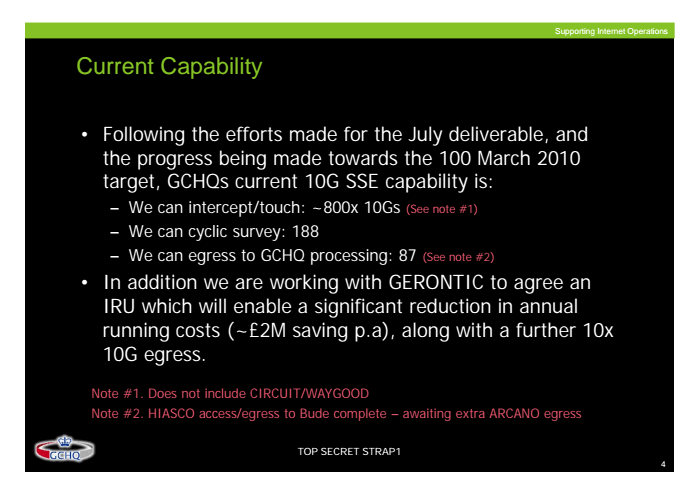 Supporting Internet Operations
Current Capability
• Following the efforts made for the July deliverable, and
the progress being made towards the 100 March 2010
target, GCHQs current 10G SSE capability is:
– We can intercept/touch: ~800x 10Gs (See note #1)
– We can cyclic survey: 188
– We can egress to GCHQ processing: 87 (See note #2)
• In addition we are working with GERONTIC to agree an
IRU which will enable a significant reduction in annual
running costs (~£2M saving p.a), along with a further 10x
10G egress.
Note #1. Does not include CIRCUIT/WAYGOOD
Note #2. HIASCO access/egress to Bude complete – awaiting extra ARCANO egress
GCHQ
TOP SECRET STRAP1
4